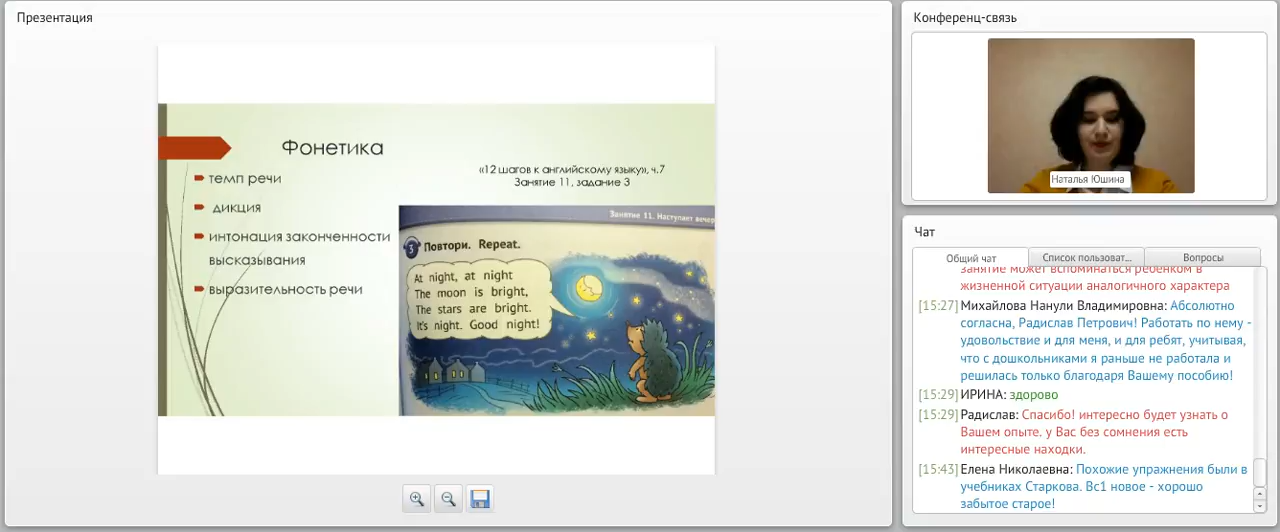 Презентация
Фонетика
темп речи
дикция
интонация законченности
высказывания
выразительность речи
«12 шагов к английскому языку», ч.7
Занятие 11, задание 3
Занятие 11. Наступает вечер
3 Повтори. Repeat.
At night, at night
The moon is bright,
The stars are bright.
It's night. Good night!
Конференц-связь
Наталья Юшина
Чат
Общий чат
Список пользоват...
Вопросы
занятие может вспоминаться ребенком в
жизненной ситуации аналогичного характера
[15:27] Михайлова Нанули Владимировна: Абсолютно
согласна, Радислав Петрович! Работать по нему -
удовольствие и для меня, и для ребят, учитывая,
что с дошкольниками я раньше не работала и
решилась только благодаря Вашему пособию!
[15:29] ИРИНА: здорово
[15:29] Радислав: Спасибо! интересно будет узнать о
Вашем опыте. у Вас без сомнения есть
интересные находки.
[15:43] Елена Николаевна: Похожие упражнения были в
учебниках Старкова. Вс1 новое - хорошо
забытое старое!